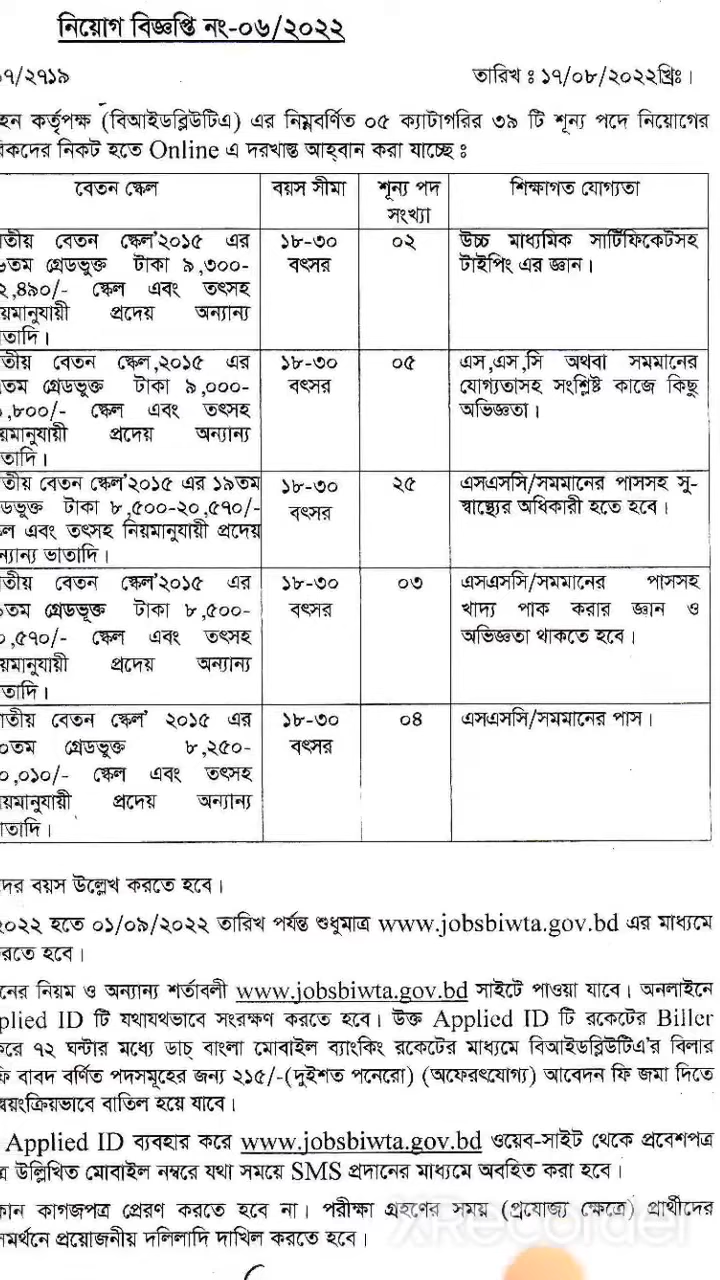 নিয়োগ বিজ্ঞপ্তি নং-০৬/২০২২
৭/২৭১৯ তারিখ ঃ ১৭/০৮/২০২২খ্রিঃ।
হন কর্তৃপক্ষ (বিআইডব্লিউটিএ) এর নিম্নবর্ণিত ০৫ ক্যাটাগরির ৩৯ টি শূন্য পদে নিয়োগের
কদের নিকট হতে Online এ দরখাস্ত আহ্বান করা যাচ্ছে ঃ
বেতন স্কেল বয়স সীমা শূন্য পদ সংখ্যা শিক্ষাগত যোগ্যতা
তীয় বেতন স্কেল'২০১৫ এর ১৮-৩০ ০২ উচ্চ মাধ্যমিক সার্টিফিকেটসহ
তম গ্রেডভুক্ত টাকা ৯,৩০০- বৎসর টাইপিং এর জ্ঞান।
২,৪৯০/- স্কেল এবং তৎসহ
য়মানুযায়ী প্রদেয় অন্যান্য
াতাদি।
তীয় বেতন স্কেল,২০১৫ এর ১৮-৩০ ০৫ এস,এস,সি অথবা সমমানের
তম গ্রেডভুক্ত টাকা ৯,০০০- বৎসর যোগ্যতাসহ সংশ্লিষ্ট কাজে কিছু
,৮০০/- স্কেল এবং তৎসহ অভিজ্ঞতা।
য়মানুযায়ী প্রদেয় অন্যান্য
তাদি।
তীয় বেতন স্কেল'২০১৫ এর ১৯তম ১৮-৩০ ২৫ এসএসসি/সমমানের পাসসহ সু-
ডভুক্ত টাকা ৮,৫০০-২০,৫৭০/- বৎসর স্বাস্থ্যের অধিকারী হতে হবে।
ল এবং তৎসহ নিয়মানুযায়ী প্রদেয়
ন্যান্য ভাতাদি।
তীয় বেতন স্কেল'২০১৫ এর ১৮-৩০ ০৩ এসএসসি/সমমানের পাসসহ
তম গ্রেডভুক্ত টাকা ৮,৫০০- বৎসর খাদ্য পাক করার জ্ঞান ও
০,৫৭০/- স্কেল এবং তৎসহ অভিজ্ঞতা থাকতে হবে।
য়মানুযায়ী প্রদেয় অন্যান্য
তাদি।
াতীয় বেতন স্কেল' ২০১৫ এর ১৮-৩০ ০৪ এসএসসি/সমমানের পাস।
০তম গ্রেডভুক্ত ৮,২৫০- বৎসর
০,০১০/- স্কেল এবং তৎসহ
য়মানুযায়ী প্রদেয় অন্যান্য
াতাদি।
দের বয়স উল্লেখ করতে হবে।
২০২২ হতে ০১/০৯/২০২২ তারিখ পর্যন্ত শুধুমাত্র www.jobsbiwta.gov.bd এর মাধ্যমে
রতে হবে।
নের নিয়ম ও অন্যান্য শর্তাবলী www.jobsbiwta.gov.bd সাইটে পাওয়া যাবে। অনলাইনে
plied ID টি যথাযথভাবে সংরক্ষণ করতে হবে। উক্ত Applied ID টি রকেটের Biller
রে ৭২ ঘন্টার মধ্যে ডাচ্ বাংলা মোবাইল ব্যাংকিং রকেটের মাধ্যমে বিআইডব্লিউটিএ'র বিলার
ফি বাবদ বর্ণিত পদসমূহের জন্য ২১৫/-(দুইশত পনেরো) (অফেরৎযোগ্য) আবেদন ফি জমা দিতে
বয়ংক্রিয়ভাবে বাতিল হয়ে যাবে।
Applied ID ব্যবহার করে www.jobsbiwta.gov.bd ওয়েব-সাইট থেকে প্রবেশপত্র
ত্র উল্লিখিত মোবাইল নম্বরে যথা সময়ে SMS প্রদানের মাধ্যমে অবহিত করা হবে।
কান কাগজপত্র প্রেরণ করতে হবে না। পরীক্ষা গ্রহণের সময় (প্রযোজ্য ক্ষেত্রে) প্রার্থীদের
মর্থনে প্রয়োজনীয় দলিলাদি দাখিল করতে হবে।
XRecorder